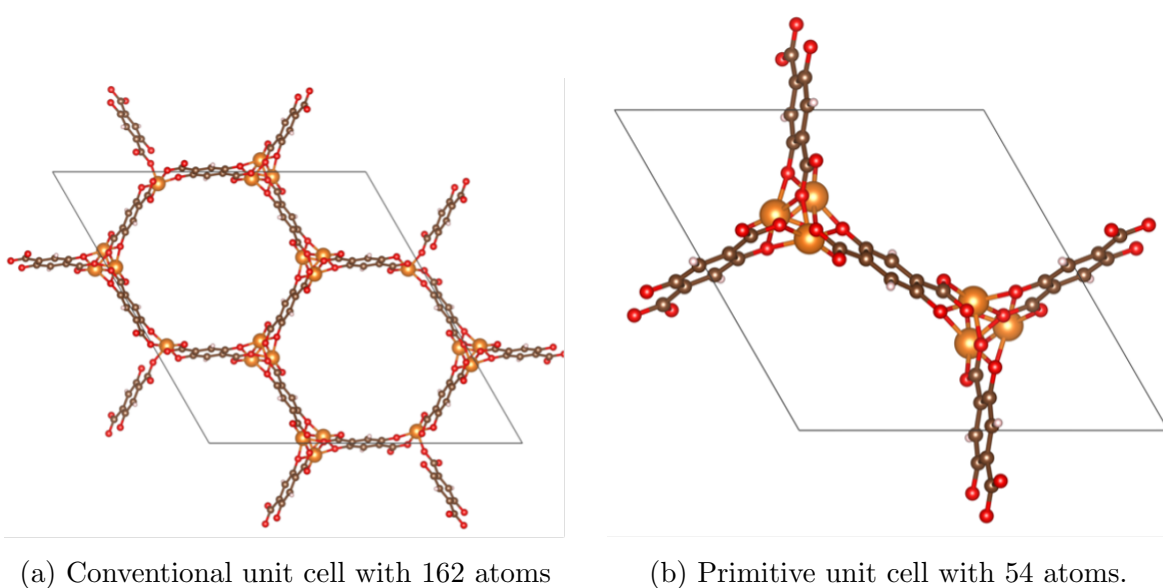 (a) Conventional unit cell with 162 atoms
(b) Primitive unit cell with 54 atoms.